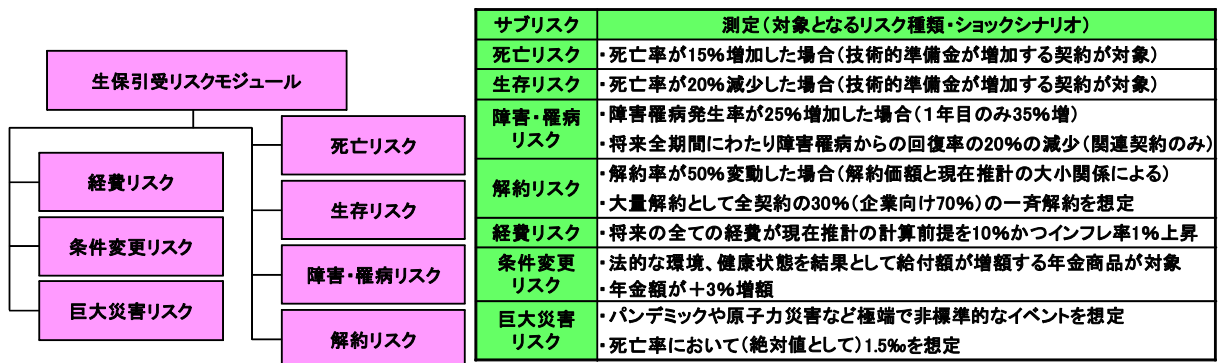 生保引受リスクモジュール
経費リスク
条件変更リスク
巨大災害リスク
死亡リスク
生存リスク
障害・罹病リスク
解約リスク
サブリスク 測定(対象となるリスク種類・ショックシナリオ)
死亡リスク ・死亡率が15%増加した場合(技術的準備金が増加する契約が対象)
生存リスク ・死亡率が20%減少した場合(技術的準備金が増加する契約が対象)
障害・罹病
リスク
・障害罹病発生率が25%増加した場合(1年目のみ35%増)
・将来全期間にわたり障害罹病からの回復率の20%の減少(関連契約のみ)
解約リスク
・解約率が50%変動した場合(解約価額と現在推計の大小関係による)
・大量解約として全契約の30%(企業向け70%)の一斉解約を想定
経費リスク ・将来の全ての経費が現在推計の計算前提を10%かつインフレ率1%上昇
条件変更
リスク
・法的な環境、健康状態を結果として給付額が増額する年金商品が対象
・年金額が+3%増額
巨大災害
リスク
・パンデミックや原子力災害など極端で非標準的なイベントを想定
・死亡率において(絶対値として)1.5‰を想定